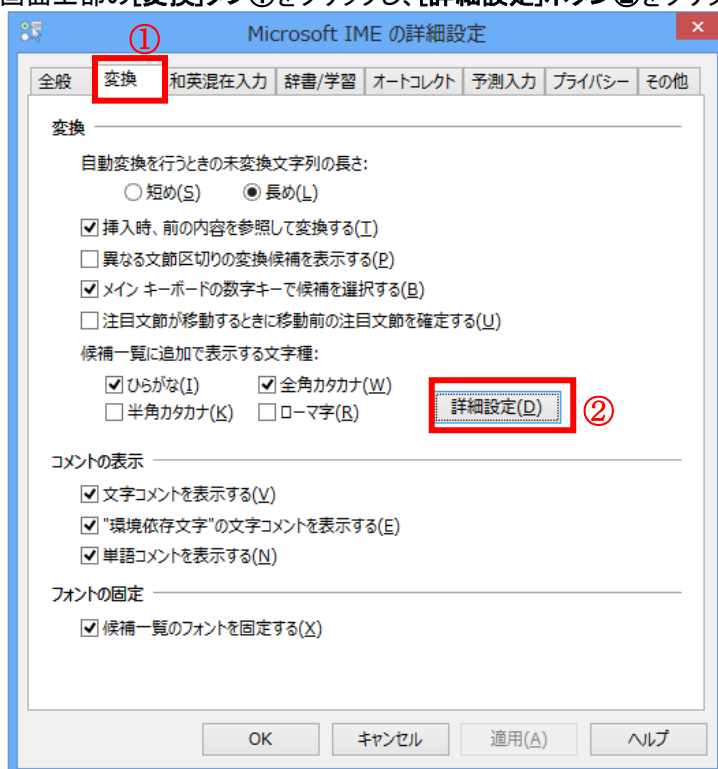 画面上部の[変換]タブ①をクリックし、[詳細設定]ボタン②をクリッ
①
Microsoft IME の詳細設定
全般 変換 和英混在入力 辞書/学習 オートコレクト 予測入力 プライバシー その他
変換
自動変換を行うときの未変換文字列の長さ:
短め(S) 長め(L)
挿入時、前の内容を参照して変換する(T)
異なる文節区切りの変換候補を表示する(P)
メイン キーボードの数字キーで候補を選択する(B)
注目文節が移動するときに移動前の注目文節を確定する(U)
候補一覧に追加で表示する文字種:
ひらがな(I) 全角カタカナ(W)
半角カタカナ(K) ローマ字(R)
詳細設定(D) ②
コメントの表示
文字コメントを表示する(V)
"環境依存文字"の文字コメントを表示する(E)
単語コメントを表示する(N)
フォントの固定
候補一覧のフォントを固定する(X)
OK キャンセル 適用(A) ヘルプ